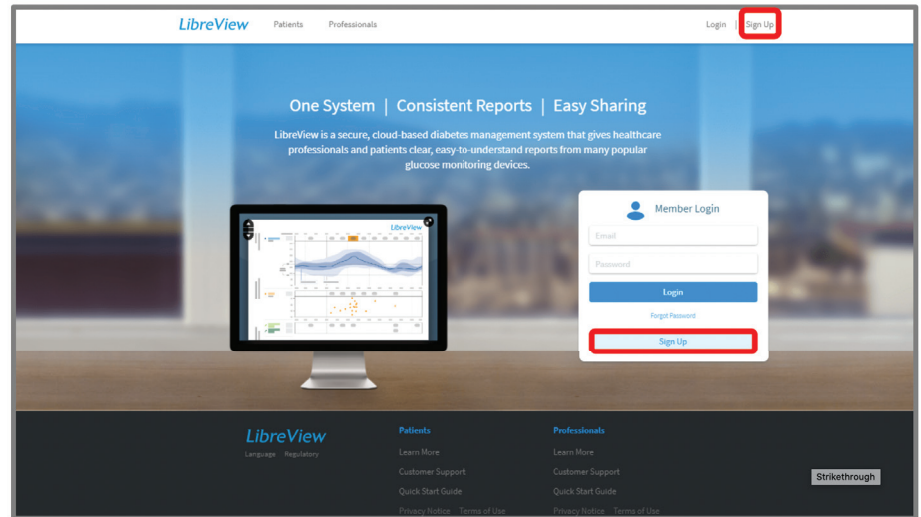 LibreView Patients Professionals Login | Sign Up
One System | Consistent Reports | Easy Sharing
LibreView is a secure, cloud-based diabetes management system that gives healthcare
professionals and patients clear, easy-to-understand reports from many popular
glucose monitoring devices.
LibreView
Member Login
Email
Password
Login
Forgot Password
Sign Up
LibreView
Language Regulatory
Patients
Learn More
Customer Support
Quick Start Guide
Privacy Notice Terms of Use
Professionals
Learn More
Customer Support
Quick Start Guide
Privacy Notice Terms of Use
Strikethrough